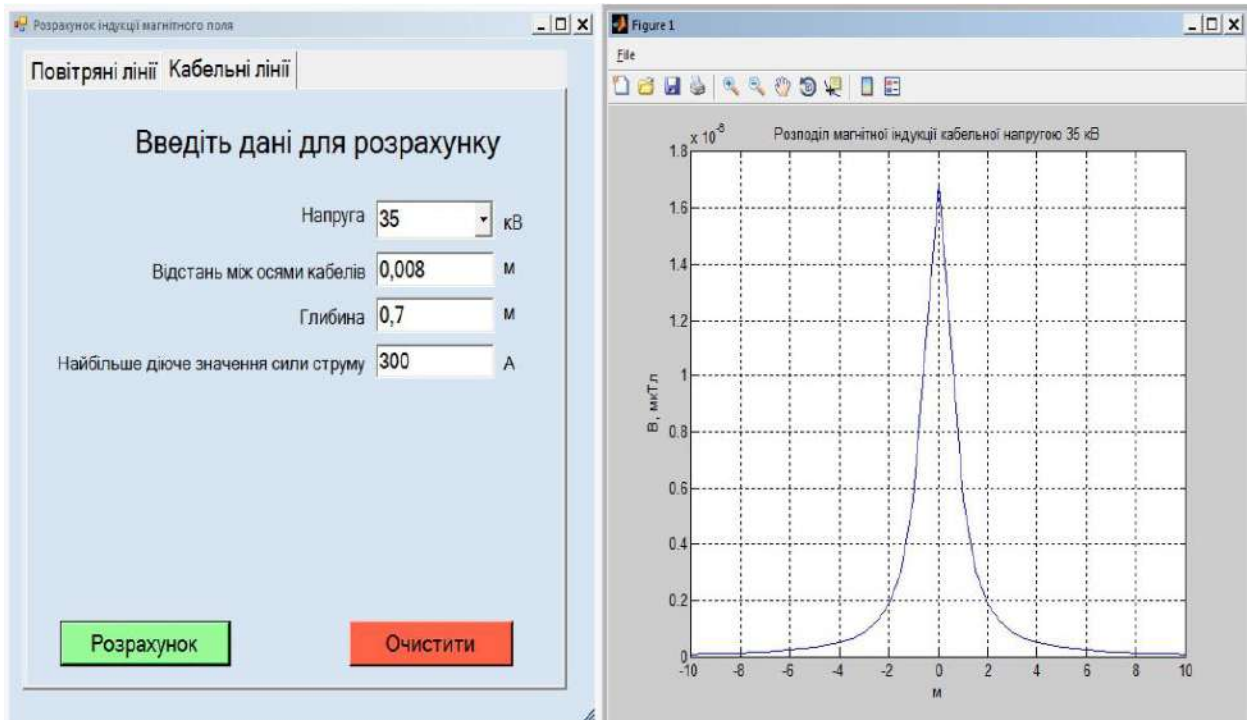 Розрахунок індукції магнітного поля
Повітряні лінії
Кабельні лінії
Введіть дані для розрахунку
Напруга 35 кВ
Відстань між осями кабелів 0,008 м
Глибина 0,7 м
Найбільше діюче значення сили струму 300 А
Розрахунок
Очистити
Figure 1
File
x 10
Розподіл магнітної індукції кабельної напругою 35 кВ
1.8
1.6
1.4
1.2
1
0.8
0.6
0.4
0.2
0
В, мкТл
-10 -8 -6 -4 -2 0 2 4 6 8 10
м